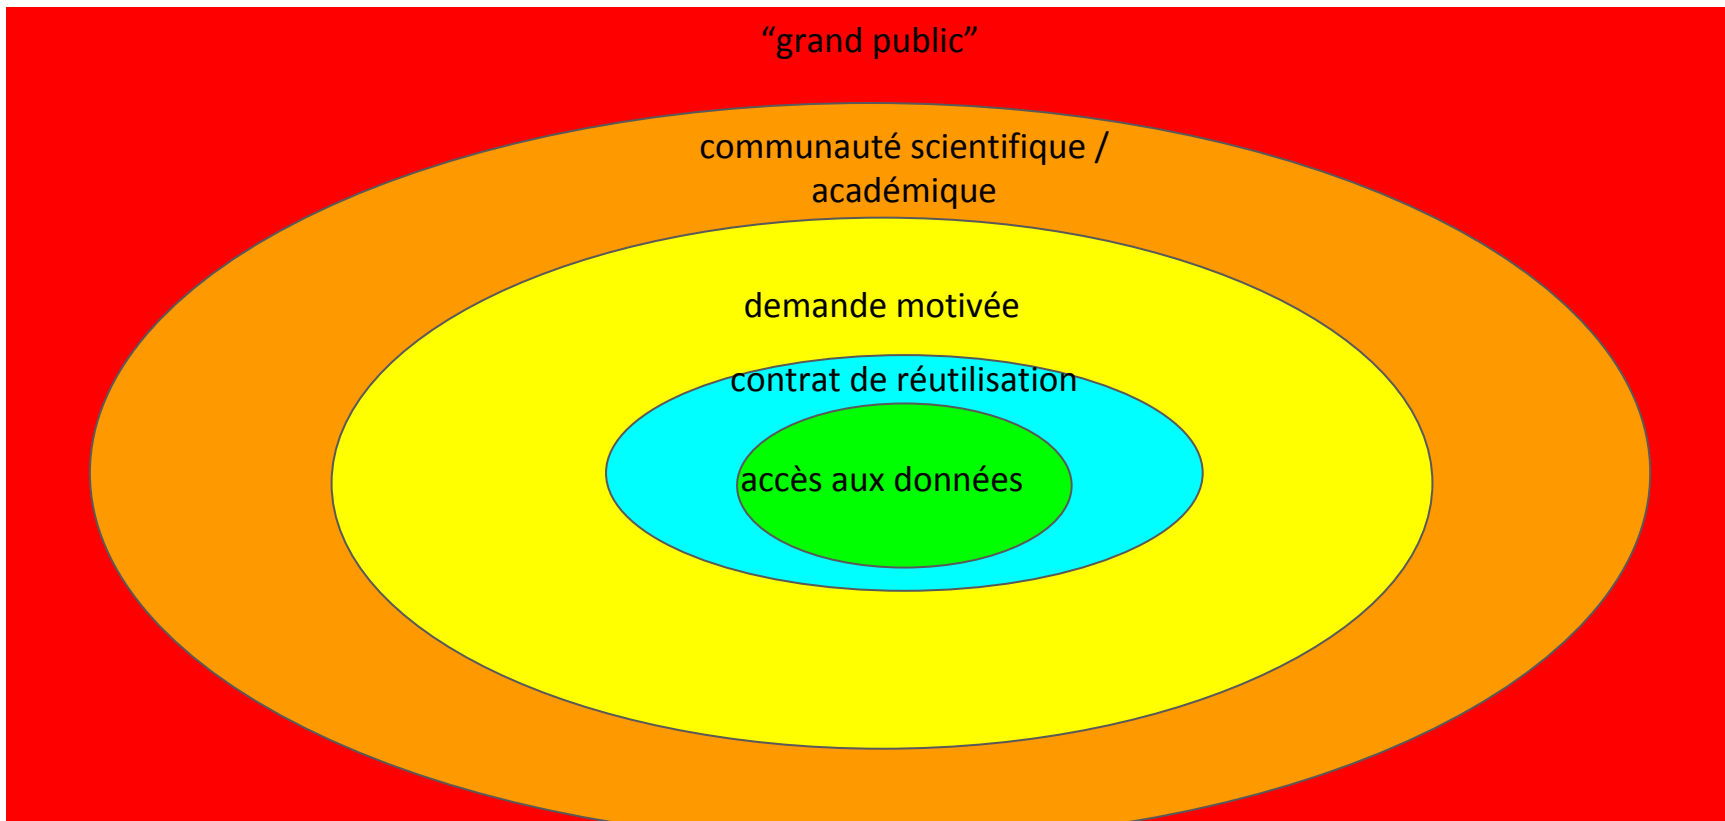 “grand public”
communauté scientifique /
académique
demande motivée
contrat de réutilisation
accès aux données